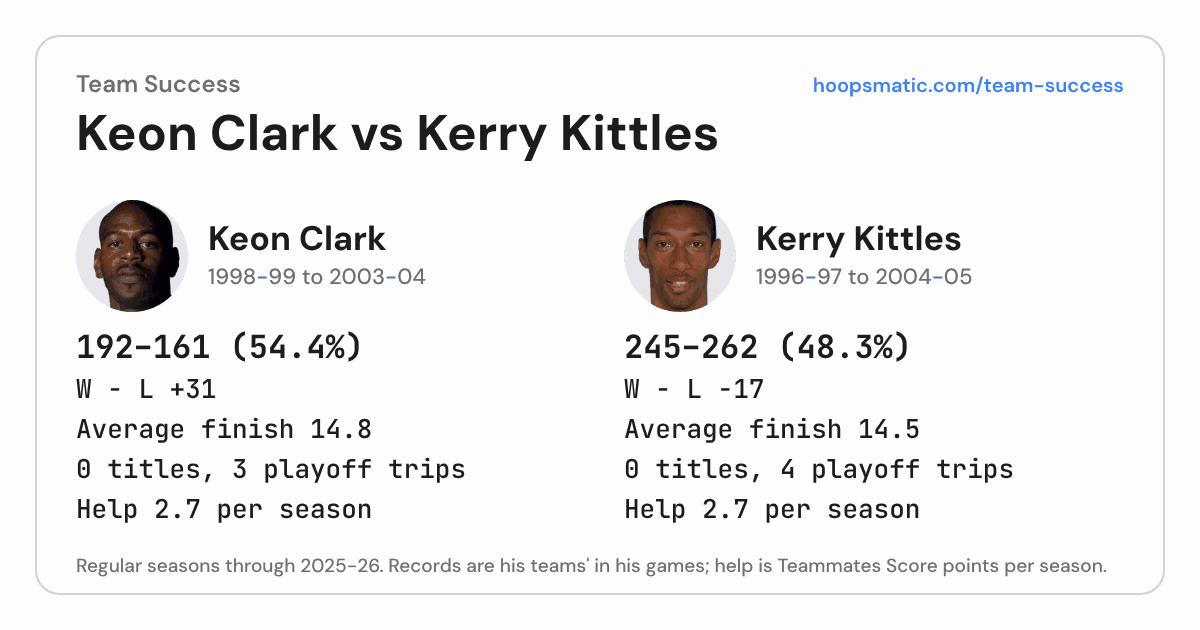 Team Success
hoopsmatic.com/team-success
Keon Clark vs Kerry Kittles
Keon Clark
1998–99 to 2003–04
192–161 (54.4%)
W - L +31
Average finish 14.8
0 titles, 3 playoff trips
Help 2.7 per season
Kerry Kittles
1996–97 to 2004–05
245–262 (48.3%)
W - L -17
Average finish 14.5
0 titles, 4 playoff trips
Help 2.7 per season
Regular seasons through 2025-26. Records are his teams' in his games; help is Teammates Score points per season.